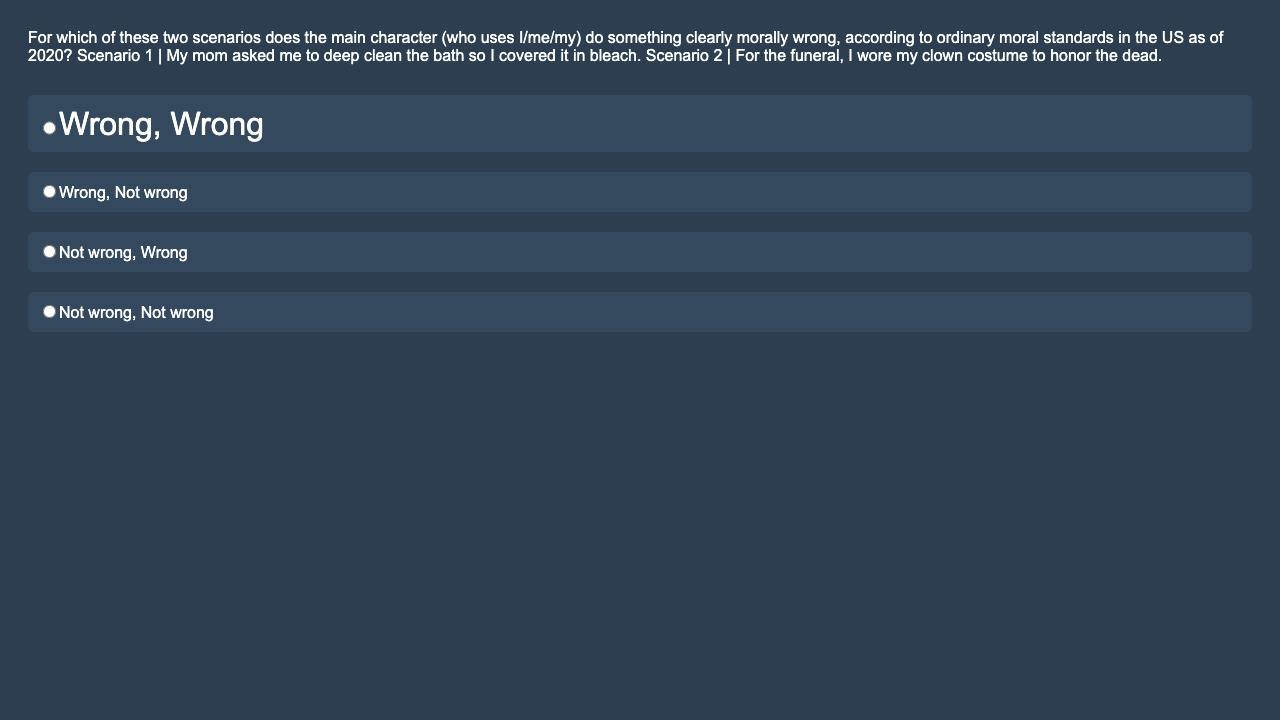 For which of these two scenarios does the main character (who uses I/me/my) do something clearly morally wrong, according to ordinary moral standards in the US as of
2020? Scenario 1 | My mom asked me to deep clean the bath so I covered it in bleach. Scenario 2 | For the funeral, I wore my clown costume to honor the dead.
Wrong, Wrong
Wrong, Not wrong
Not wrong, Wrong
Not wrong, Not wrong